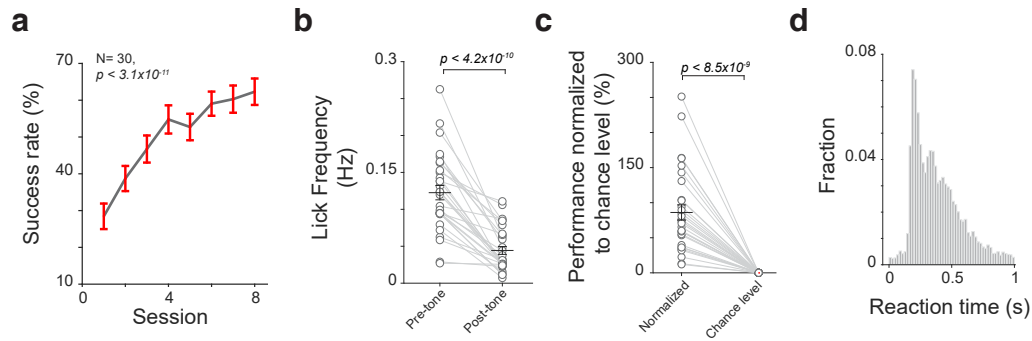 a
N= 30,
p < 3.1x10-11
70
40
10
Success rate (%)
0
4
8
Session
b
p < 4.2x10-10
0.3
0.15
0
Lick Frequency
(Hz)
Pre-tone
Post-tone
c
p < 8.5x10-9
300
150
0
Performance normalized
to chance level (%)
Normalized
Chance level
d
0.08
0.04
0
Fraction
0
0.5
1
Reaction time (s)